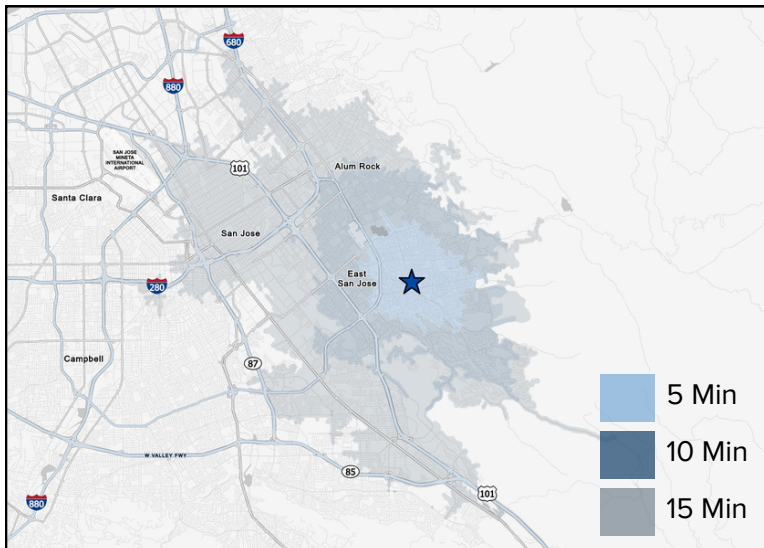 680
880
SAN JOSE
MINETA
INTERNATIONAL
AIRPORT
101
Alum Rock
Santa Clara
San Jose
East
San Jose
280
Campbell
87
5 Min
10 Min
W VALLEY FWY
85
101
880
15 Min